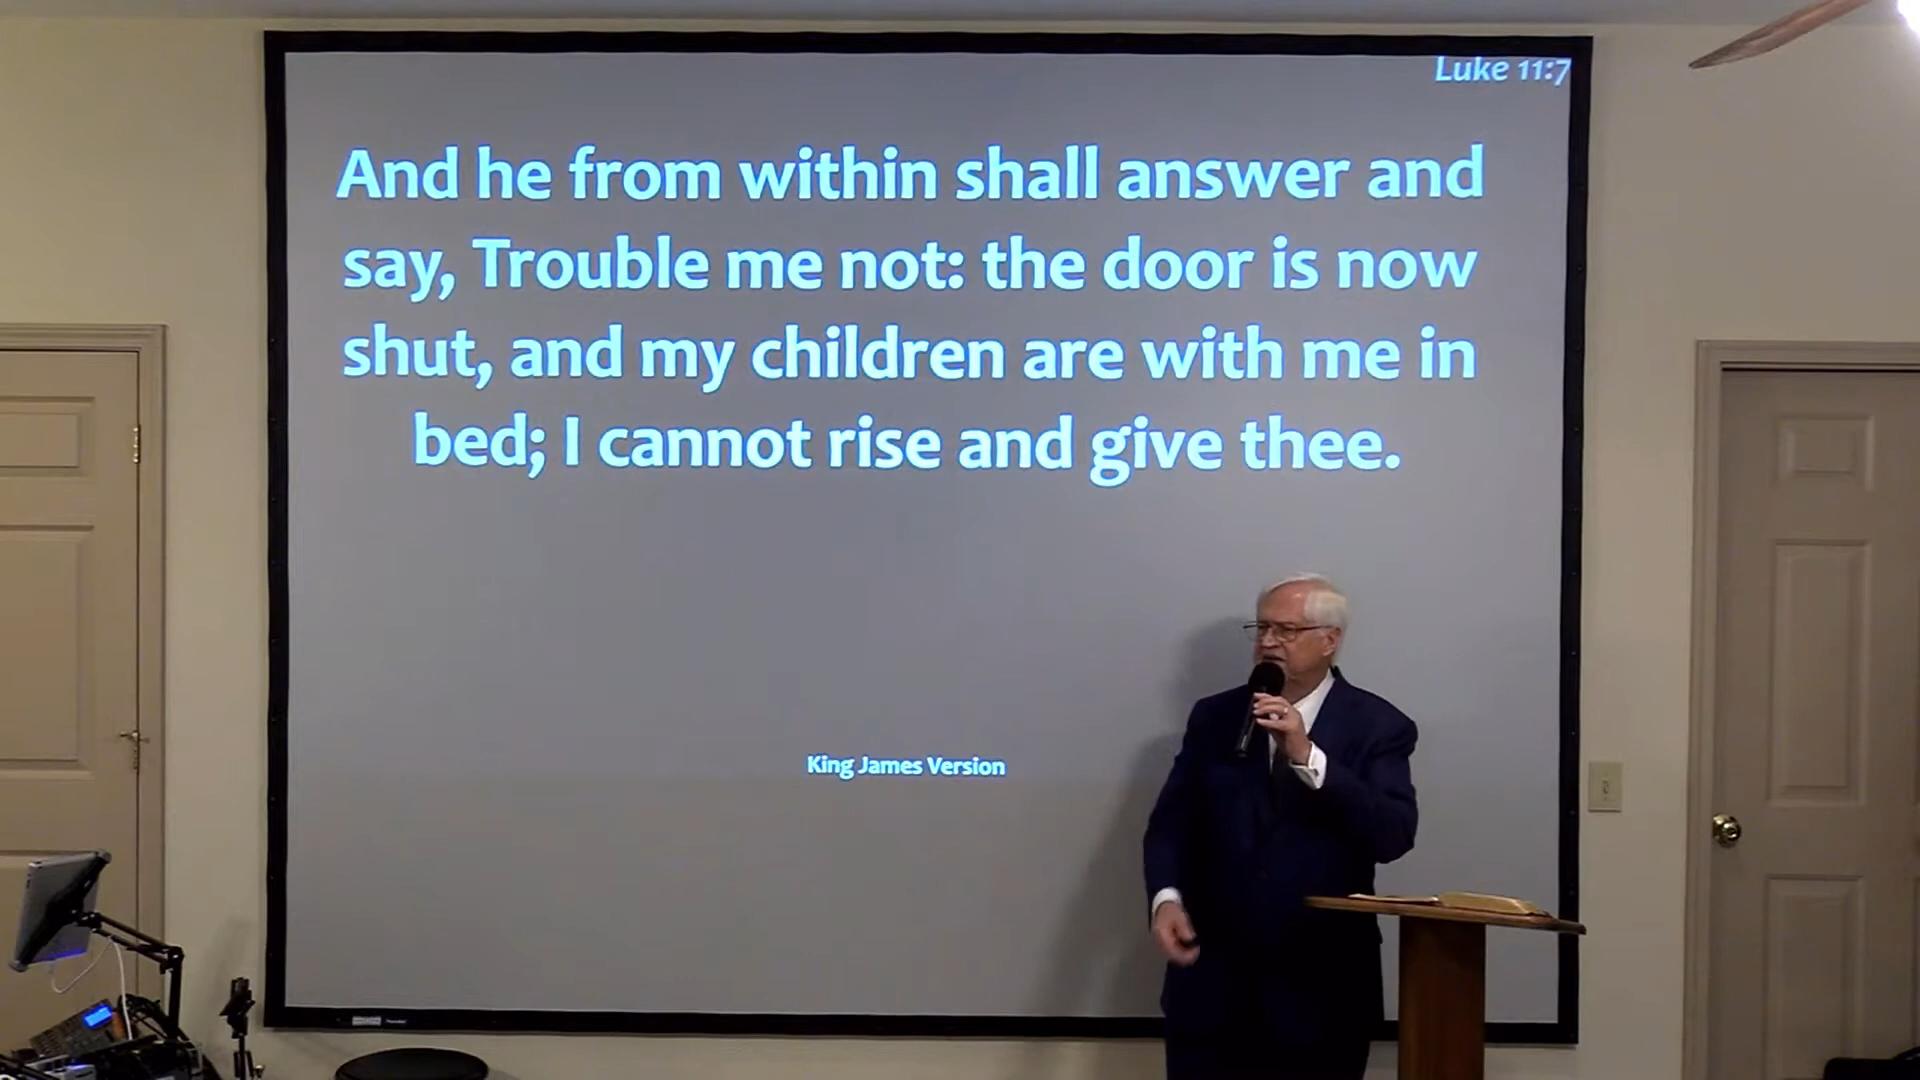 Luke 11:7
And he from within shall answer and
say, Trouble me not: the door is now
shut, and my children are with me in
bed; I cannot rise and give thee.
King James Version